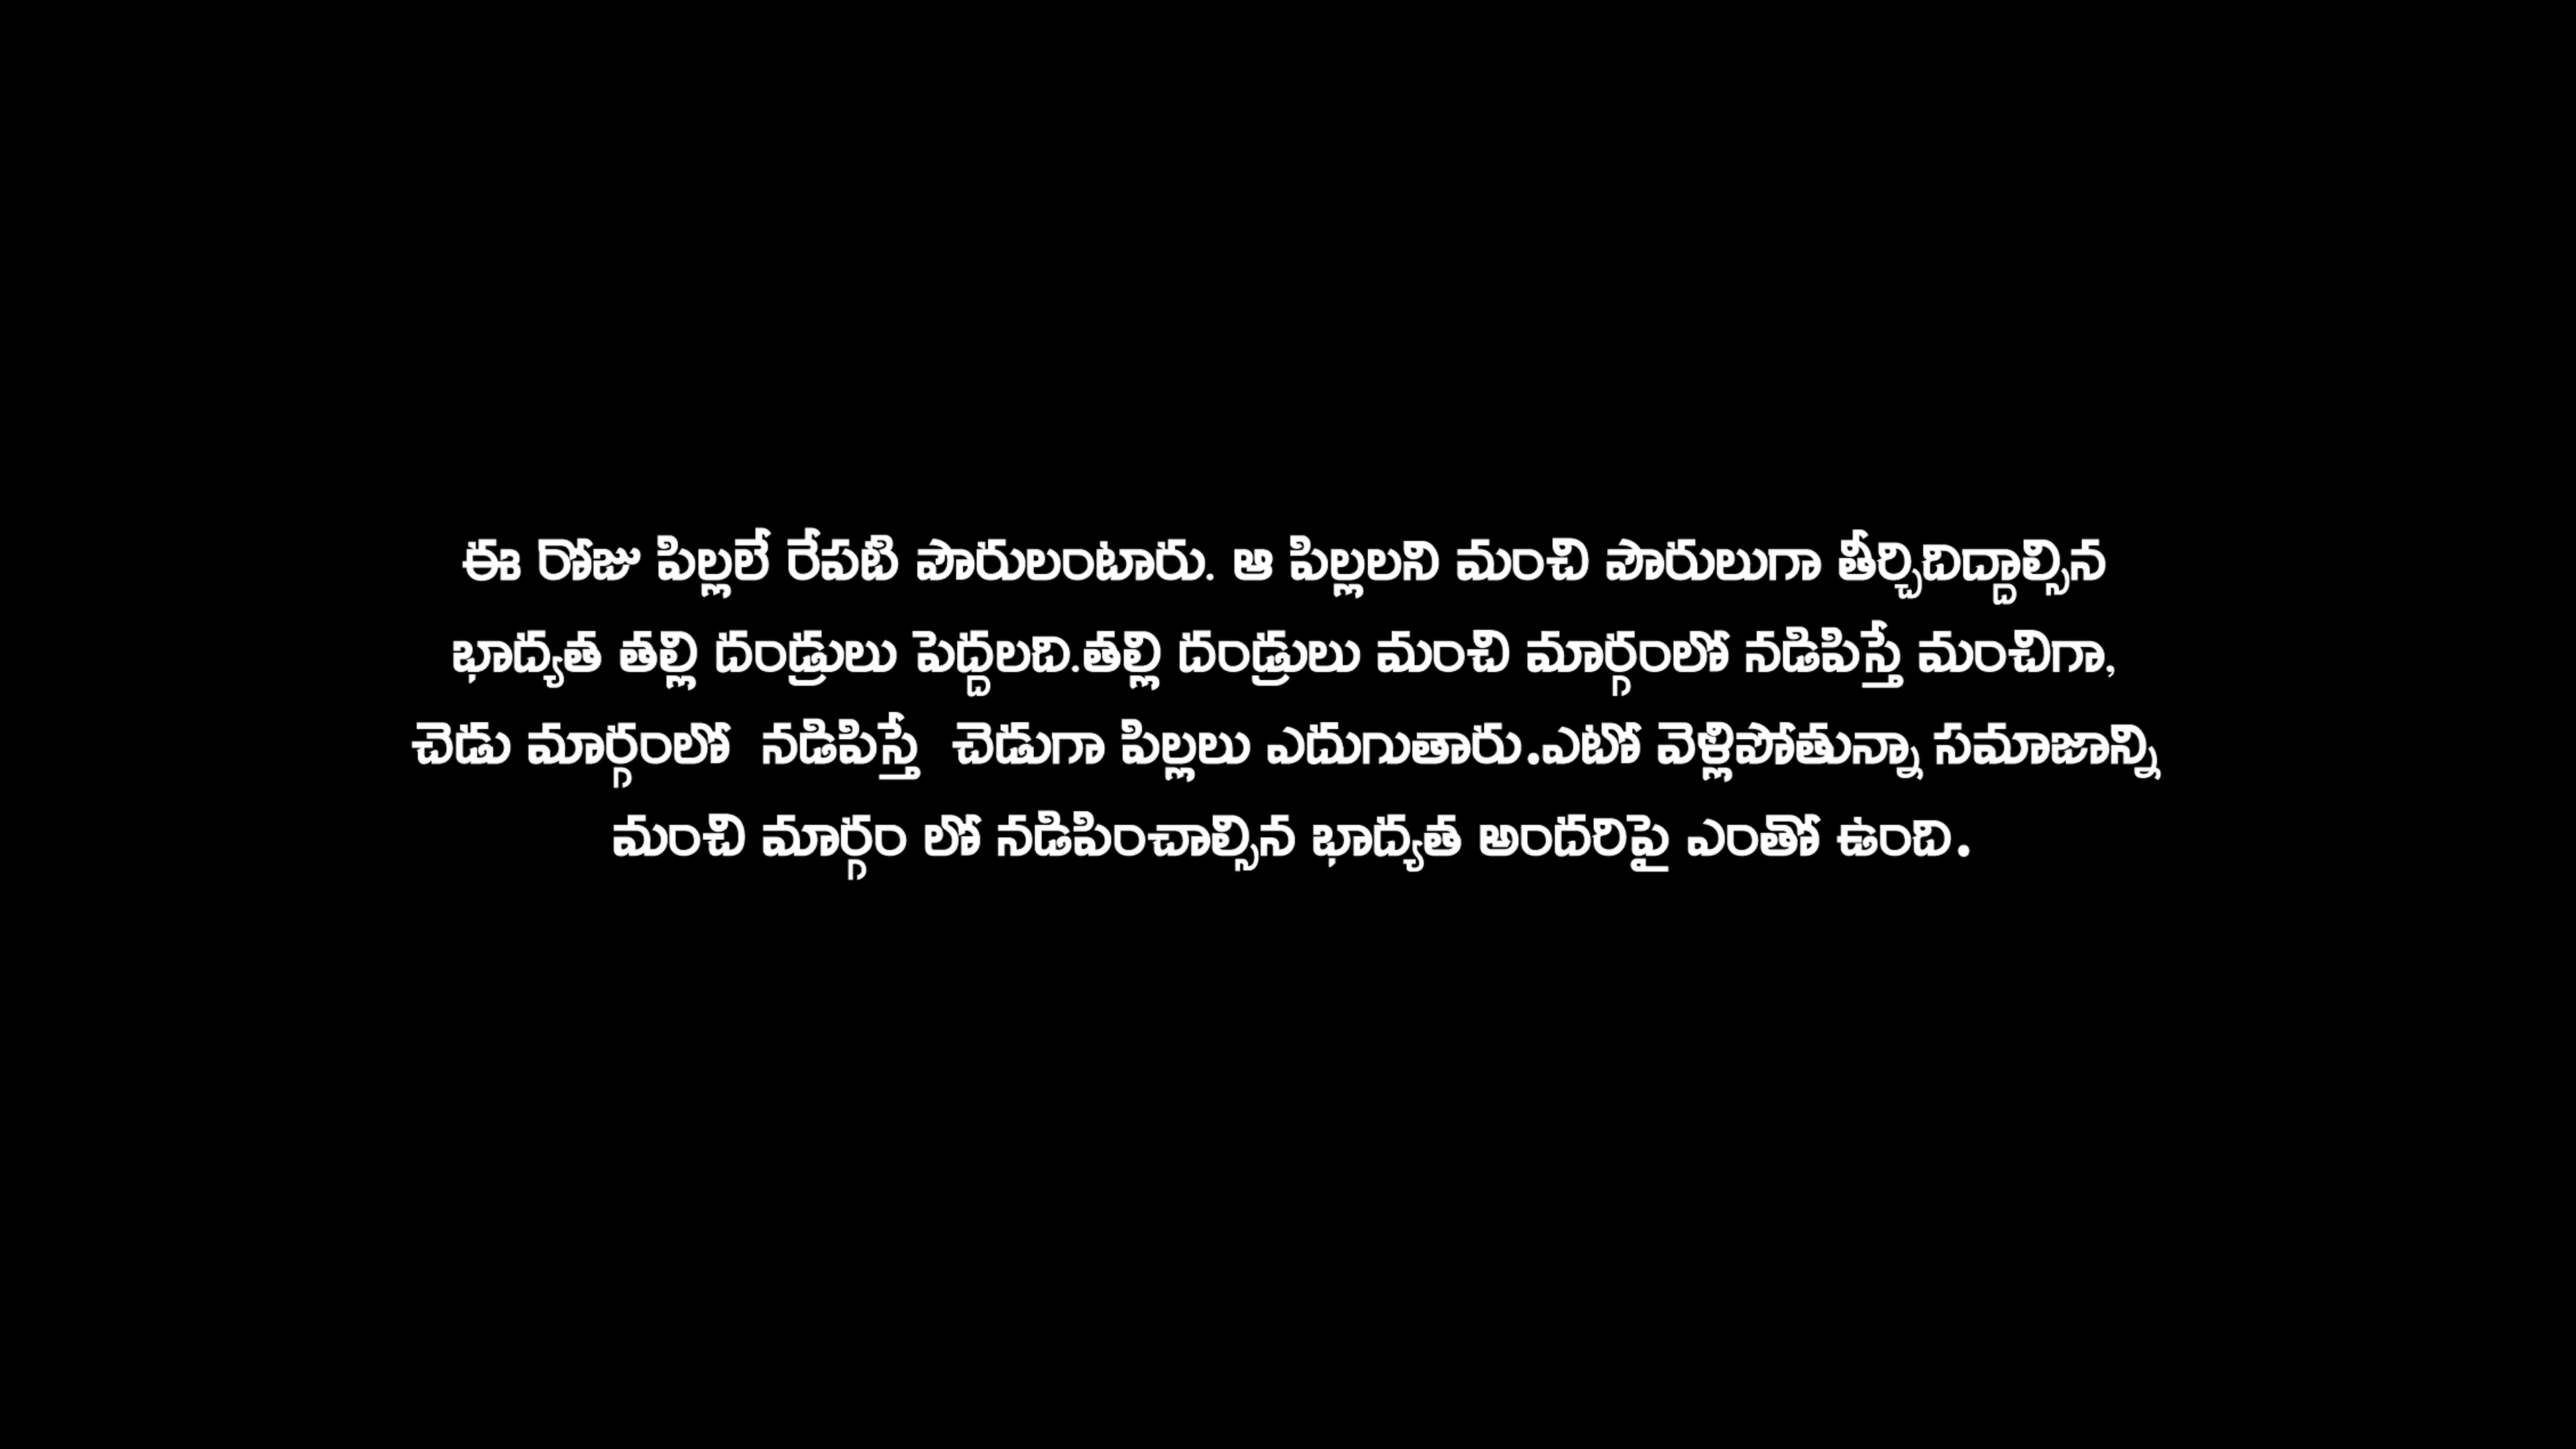 ఈ రోజు పిల్లలే రేపటి పౌరులంటారు. ఆ పిల్లలని మంచి పౌరులుగా తీర్చిదిద్దాల్సిన
భాద్యత తల్లి దండ్రులు పెద్దలది.తల్లి దండ్రులు మంచి మార్గంలో నడిపిస్తే మంచిగా,
చెడు మార్గంలో  నడిపిస్తే  చెడుగా పిల్లలు ఎదుగుతారు.ఎటో వెళ్లిపోతున్నా సమాజాన్ని
మంచి మార్గం లో నడిపించాల్సిన భాద్యత అందరిపై ఎంతో ఉంది.